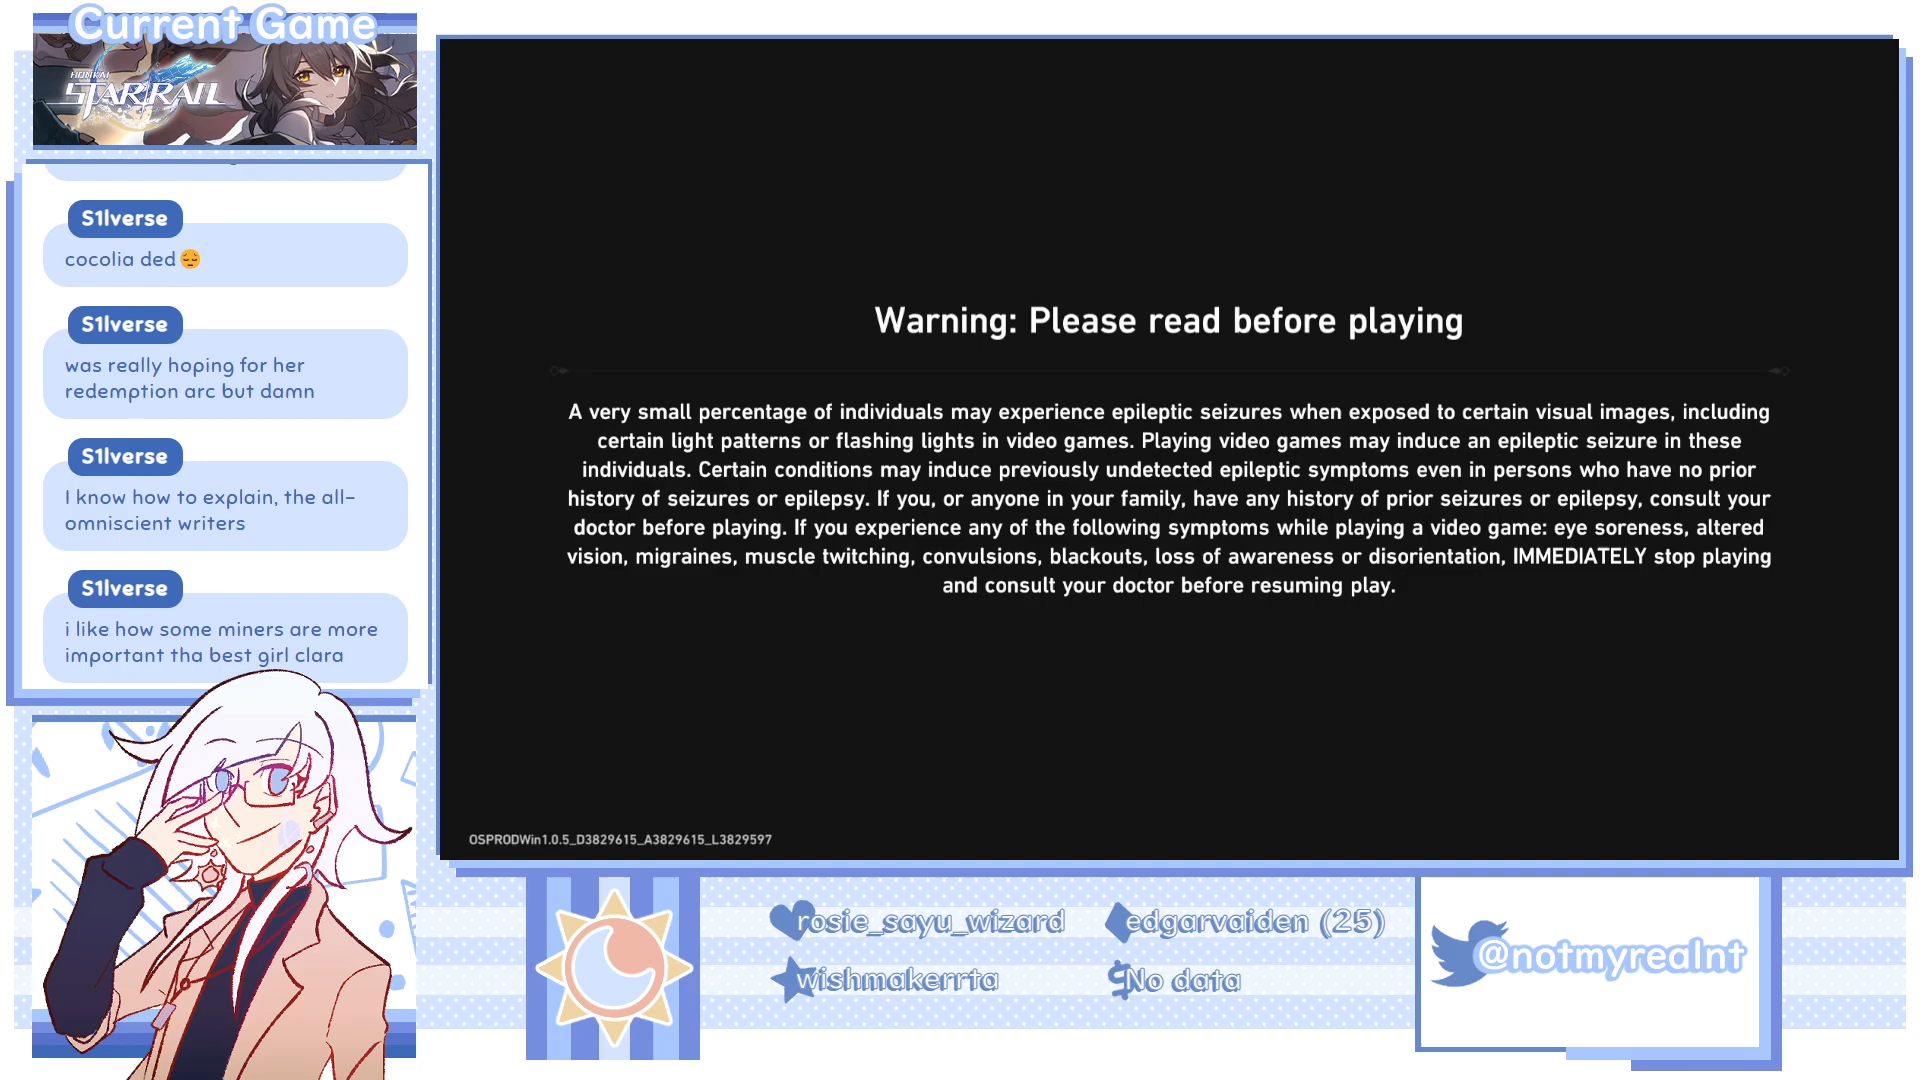 Current Game
HONKAI
STAR RAIL
S1lverse
cocolia ded😔
S1lverse
was really hoping for her
redemption arc but damn
S1lverse
I know how to explain, the all-
omniscient writers
S1lverse
i like how some miners are more
important tha best girl clara
Warning: Please read before playing
A very small percentage of individuals may experience epileptic seizures when exposed to certain visual images, including
certain light patterns or flashing lights in video games. Playing video games may induce an epileptic seizure in these
individuals. Certain conditions may induce previously undetected epileptic symptoms even in persons who have no prior
history of seizures or epilepsy. If you, or anyone in your family, have any history of prior seizures or epilepsy, consult your
doctor before playing. If you experience any of the following symptoms while playing a video game: eye soreness, altered
vision, migraines, muscle twitching, convulsions, blackouts, loss of awareness or disorientation, IMMEDIATELY stop playing
and consult your doctor before resuming play.
OSPRODWin1.0.5_D3829615_A3829615_L3829597
rosie_sayu_wizard
edgarvaiden (25)
wishmakerrta
$No data
@notmyrealnt